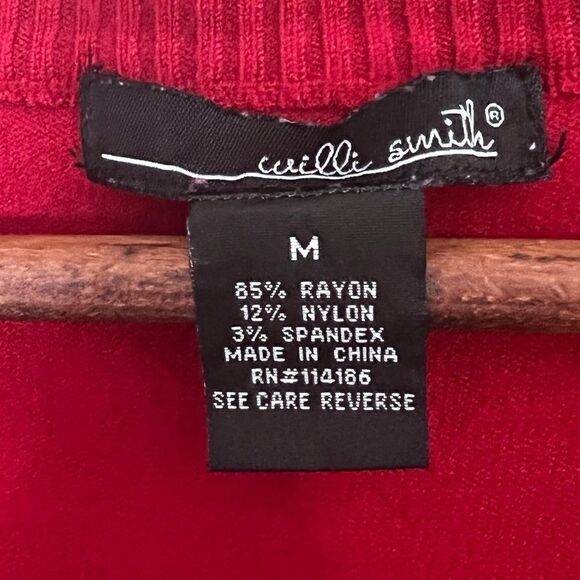 willi smith®
M
85% RAYON
12% NYLON
3% SPANDEX
MADE IN CHINA
RN#114186
SEE CARE REVERSE